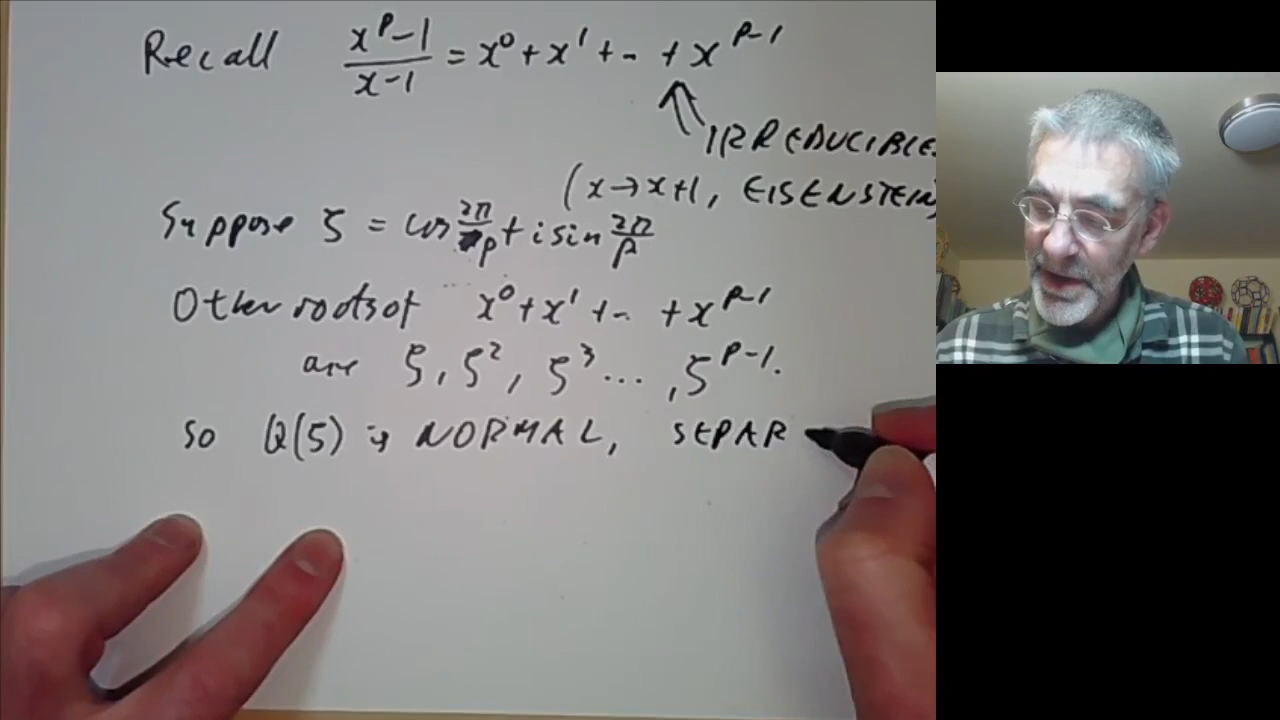 Recall (x^p-1)/(x-1) = x^0 + x^1 + .. + x^(p-1)
IRREDUCIBLE.
(x→x+1, EISENSTEIN)
Suppose ζ = cos 2π/p + i sin 2π/p
Other roots of x^0 + x^1 + .. + x^(p-1)
are ζ, ζ^2, ζ^3 ..., ζ^(p-1).
so Q(ζ) is NORMAL, SEPAR